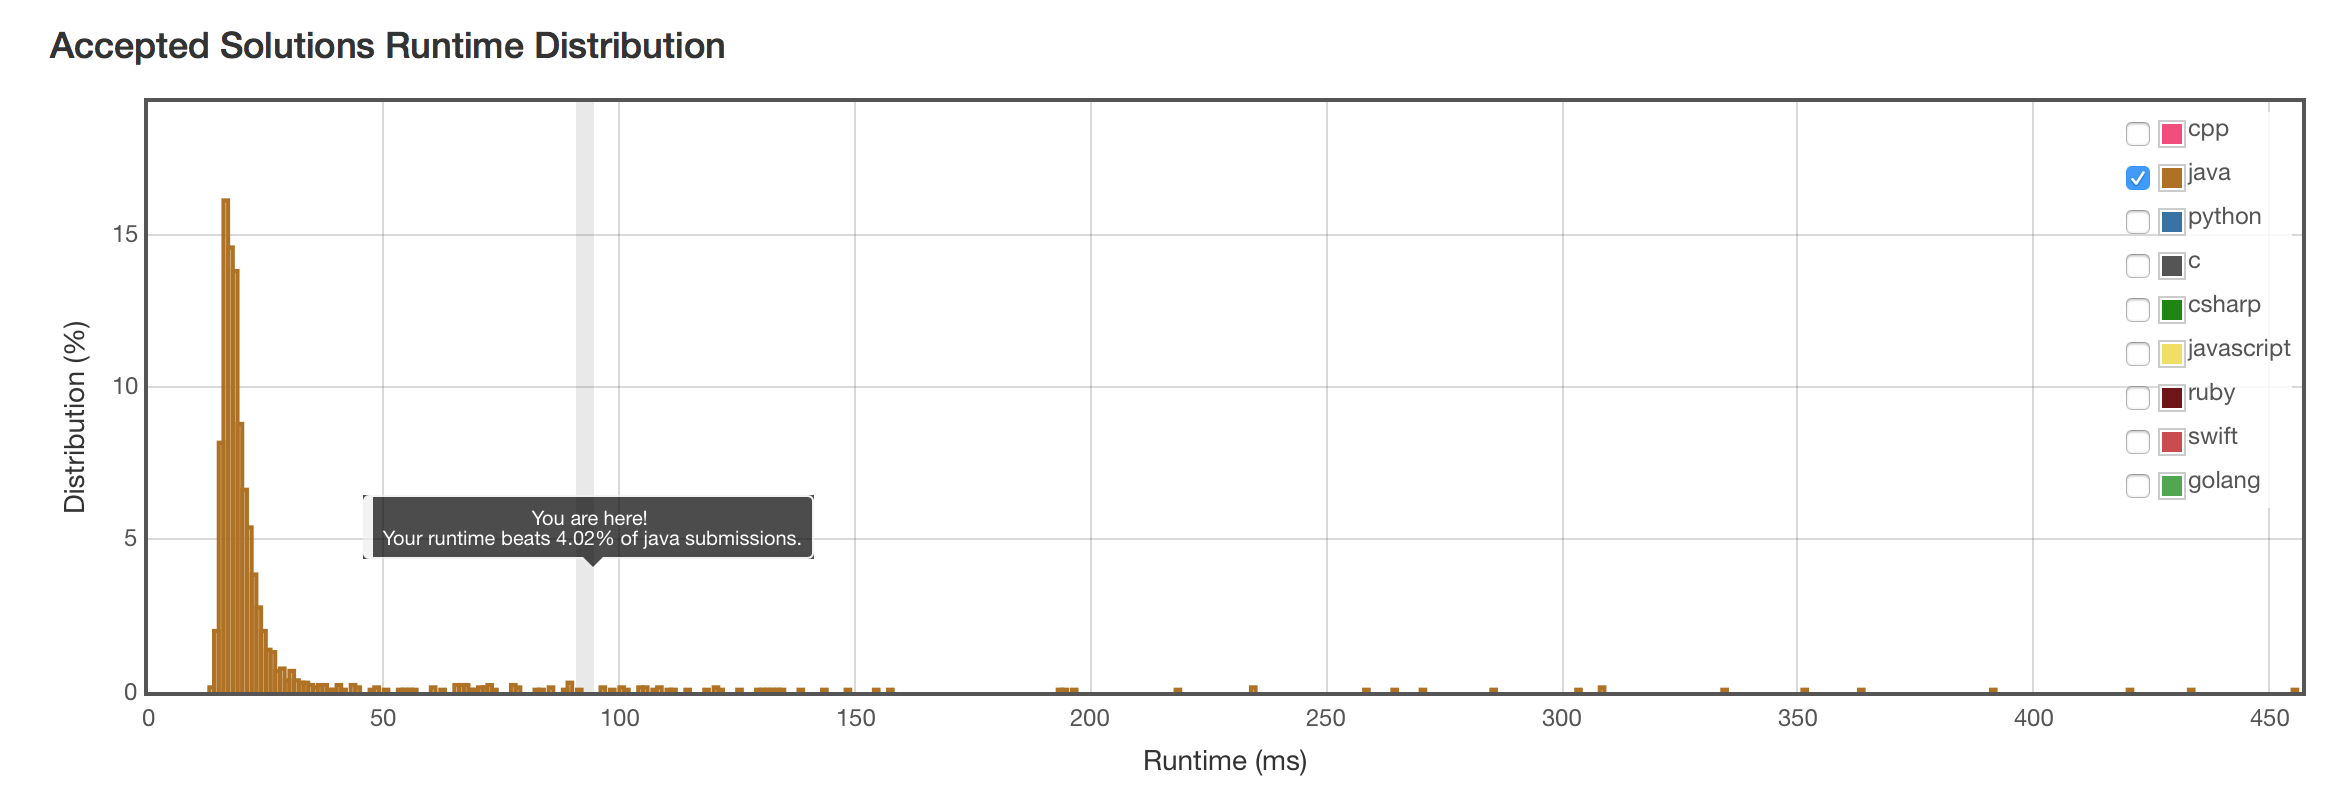 Accepted Solutions Runtime Distribution
cpp
java
python
c
csharp
javascript
ruby
swift
golang
15
10
5
0
Distribution (%)
You are here!
Your runtime beats 4.02% of java submissions.
0 50 100 150 200 250 300 350 400 450
Runtime (ms)